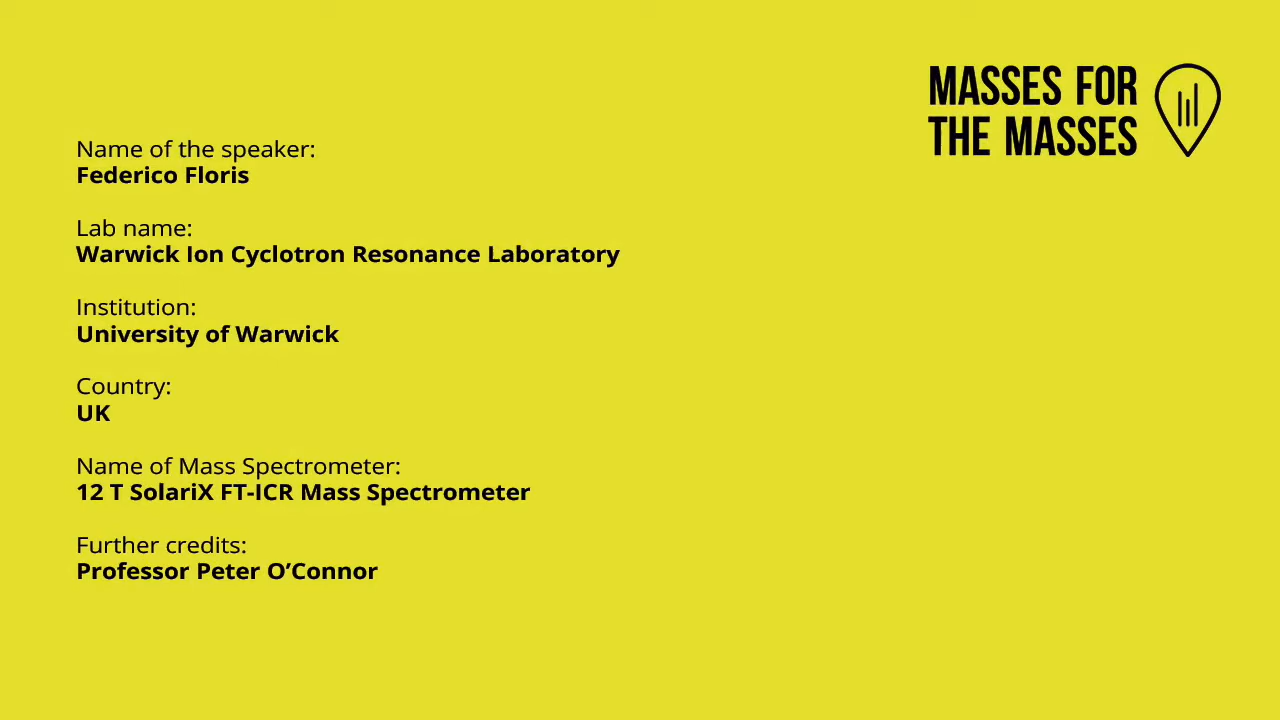 MASSES FOR
THE MASSES
Name of the speaker:
Federico Floris
Lab name:
Warwick Ion Cyclotron Resonance Laboratory
Institution:
University of Warwick
Country:
UK
Name of Mass Spectrometer:
12 T SolariX FT-ICR Mass Spectrometer
Further credits:
Professor Peter O’Connor